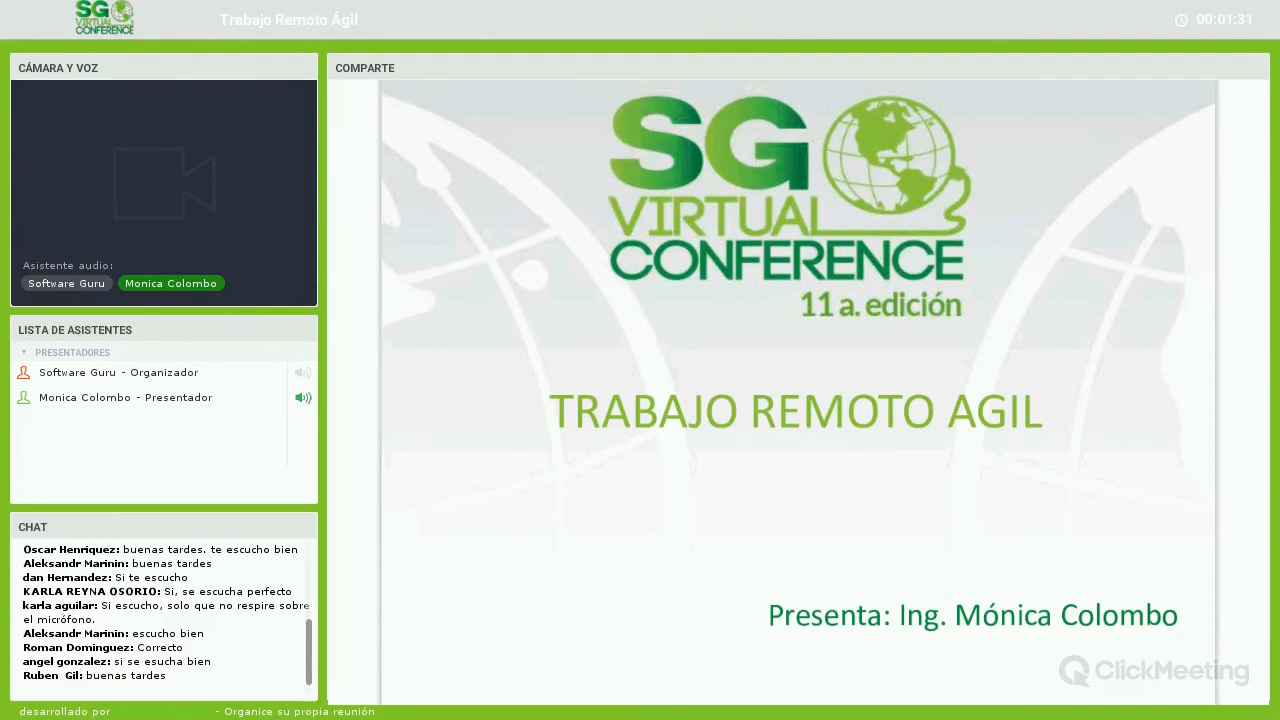 SG
VIRTUAL
CONFERENCE
Trabajo Remoto Ágil
00:01:31
CÁMARA Y VOZ
Asistente audio:
Software Guru
Monica Colombo
LISTA DE ASISTENTES
PRESENTADORES
Software Guru - Organizador
Monica Colombo - Presentador
CHAT
Oscar Henriquez: buenas tardes. te escucho bien
Aleksandr Marinin: buenas tardes
dan Hernandez: Si te escucho
KARLA REYNA OSORIO: Si, se escucha perfecto
karla aguilar: Si escucho, solo que no respire sobre
el micrófono.
Aleksandr Marinin: escucho bien
Roman Dominguez: Correcto
angel gonzalez: si se esucha bien
Ruben Gil: buenas tardes
desarrollado por - Organice su propia reunión
COMPARTE
SG
VIRTUAL
CONFERENCE
11 a. edición
TRABAJO REMOTO AGIL
Presenta: Ing. Mónica Colombo
ClickMeeting